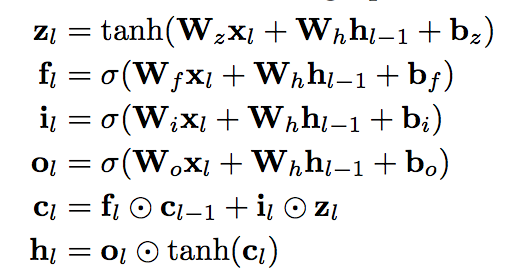 z_l = tanh(W_z x_l + W_h h_{l−1} + b_z)
f_l = σ(W_f x_l + W_h h_{l−1} + b_f)
i_l = σ(W_i x_l + W_h h_{l−1} + b_i)
o_l = σ(W_o x_l + W_h h_{l−1} + b_o)
c_l = f_l ⊙ c_{l−1} + i_l ⊙ z_l
h_l = o_l ⊙ tanh(c_l)